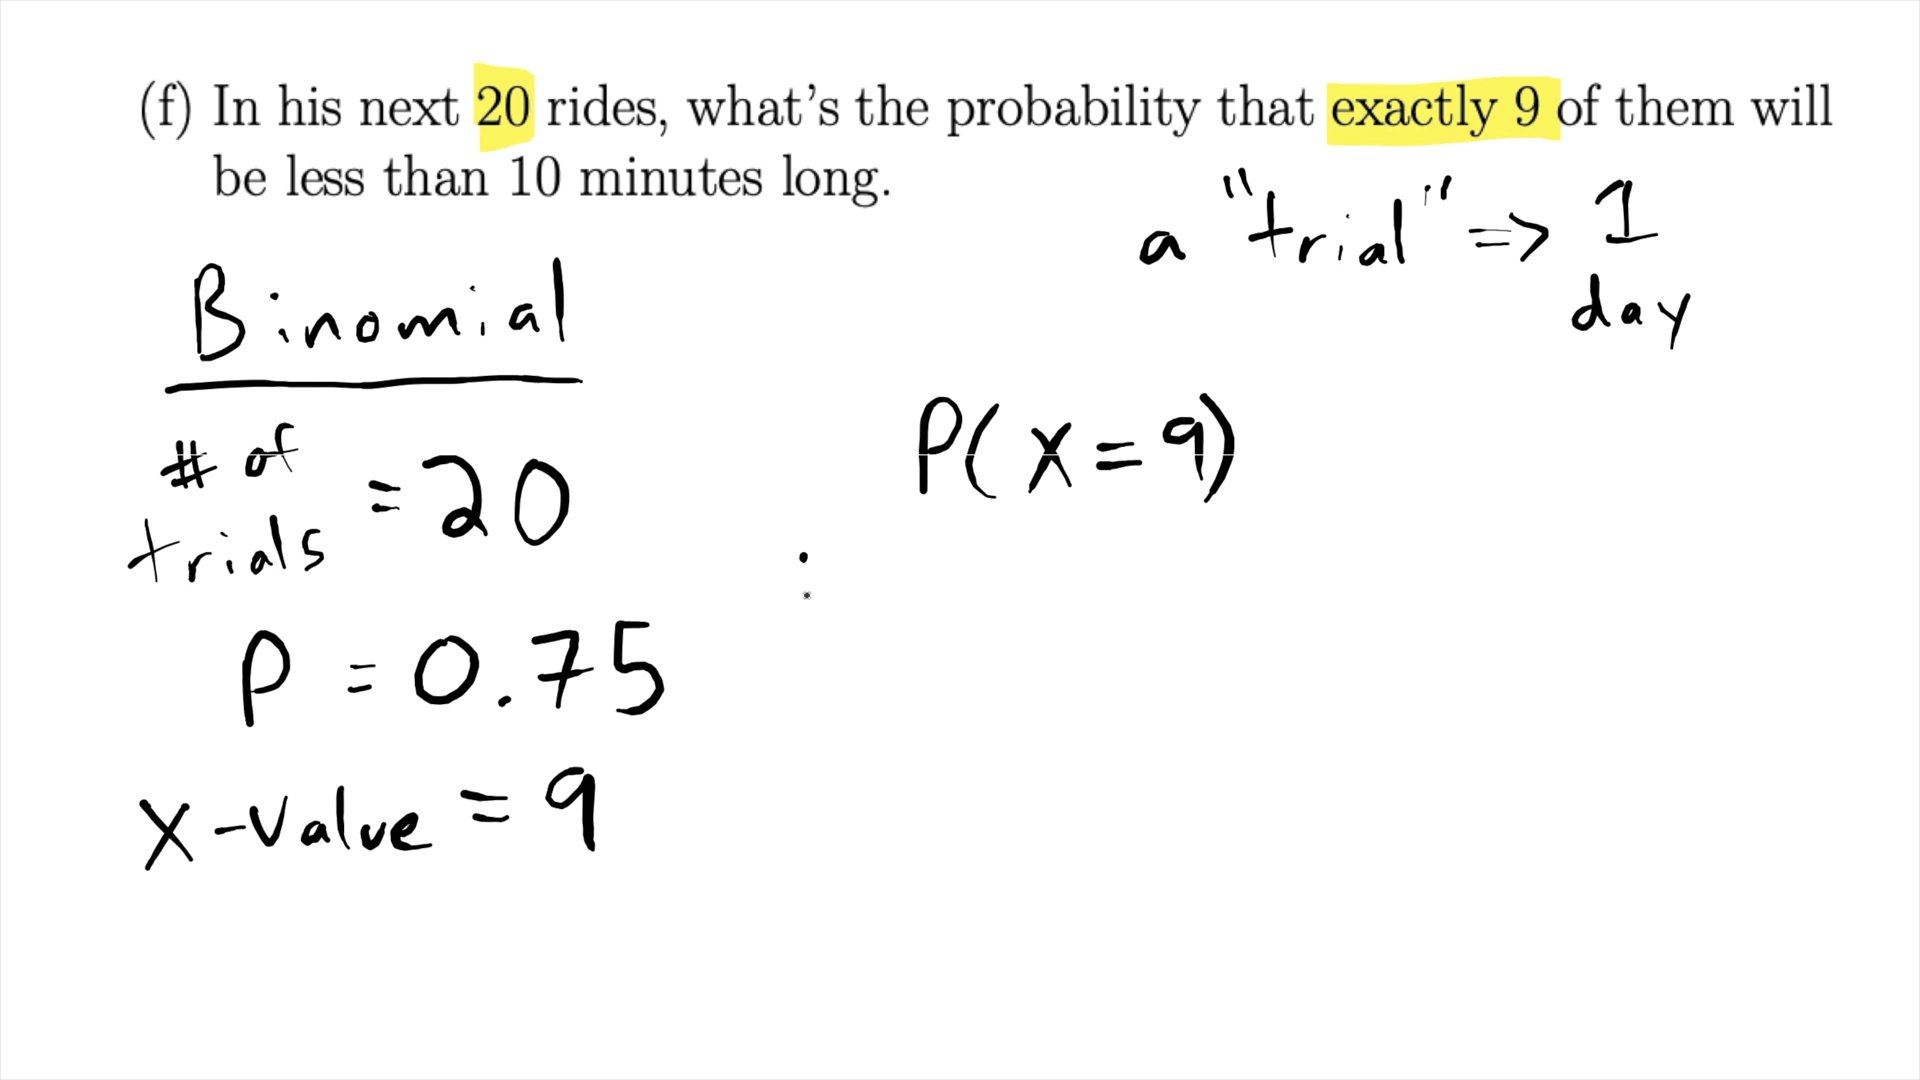 (f) In his next 20 rides, what's the probability that exactly 9 of them will
be less than 10 minutes long.
a "trial" => 1
day
Binomial
# of
trials = 20
P(X=9)
P = 0.75
X-Value = 9